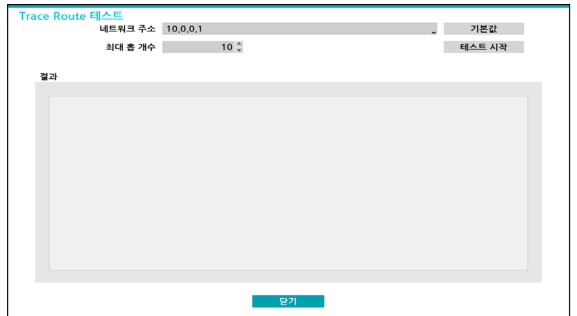 Trace Route 테스트
네트워크 주소 10,0,0,1 기본값
최대 홉 개수 10 테스트 시작
결과
닫기